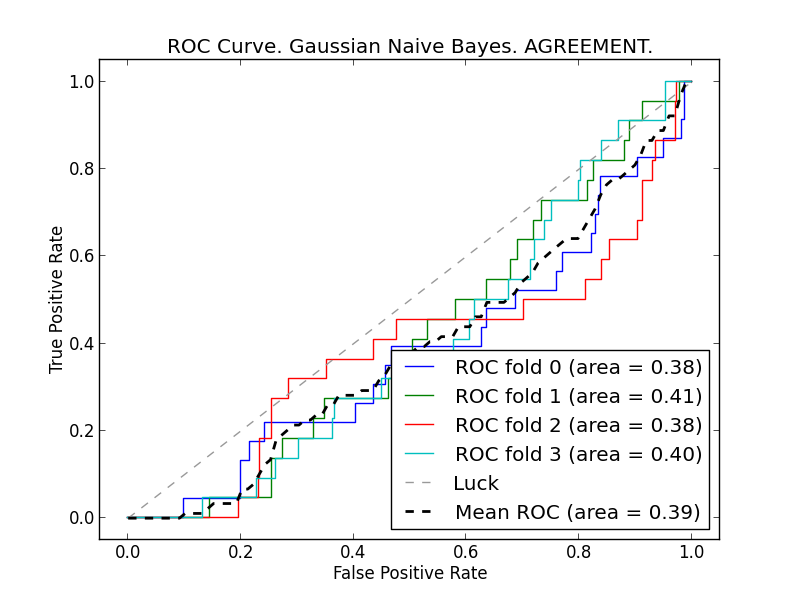 ROC Curve. Gaussian Naive Bayes. AGREEMENT.
True Positive Rate
1.0
0.8
0.6
0.4
0.2
0.0
ROC fold 0 (area = 0.38)
ROC fold 1 (area = 0.41)
ROC fold 2 (area = 0.38)
ROC fold 3 (area = 0.40)
Luck
Mean ROC (area = 0.39)
0.0 0.2 0.4 0.6 0.8 1.0
False Positive Rate